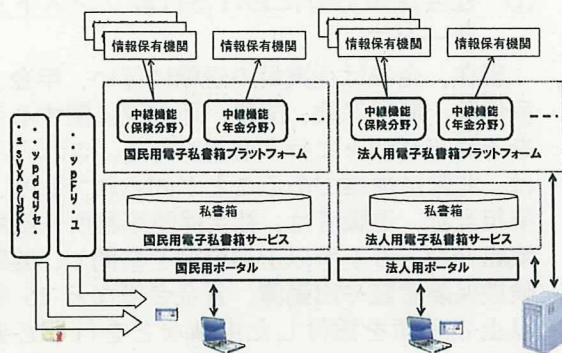 情報保有機関
情報保有機関
情報保有機関
情報保有機関
中継機能
(保険分野)
中継機能
(年金分野)
中継機能
(保険分野)
中継機能
(年金分野)
国民用電子私書箱プラットフォーム
法人用電子私書箱プラットフォーム
私書箱
私書箱
国民用電子私書箱サービス
法人用電子私書箱サービス
国民用ポータル
法人用ポータル